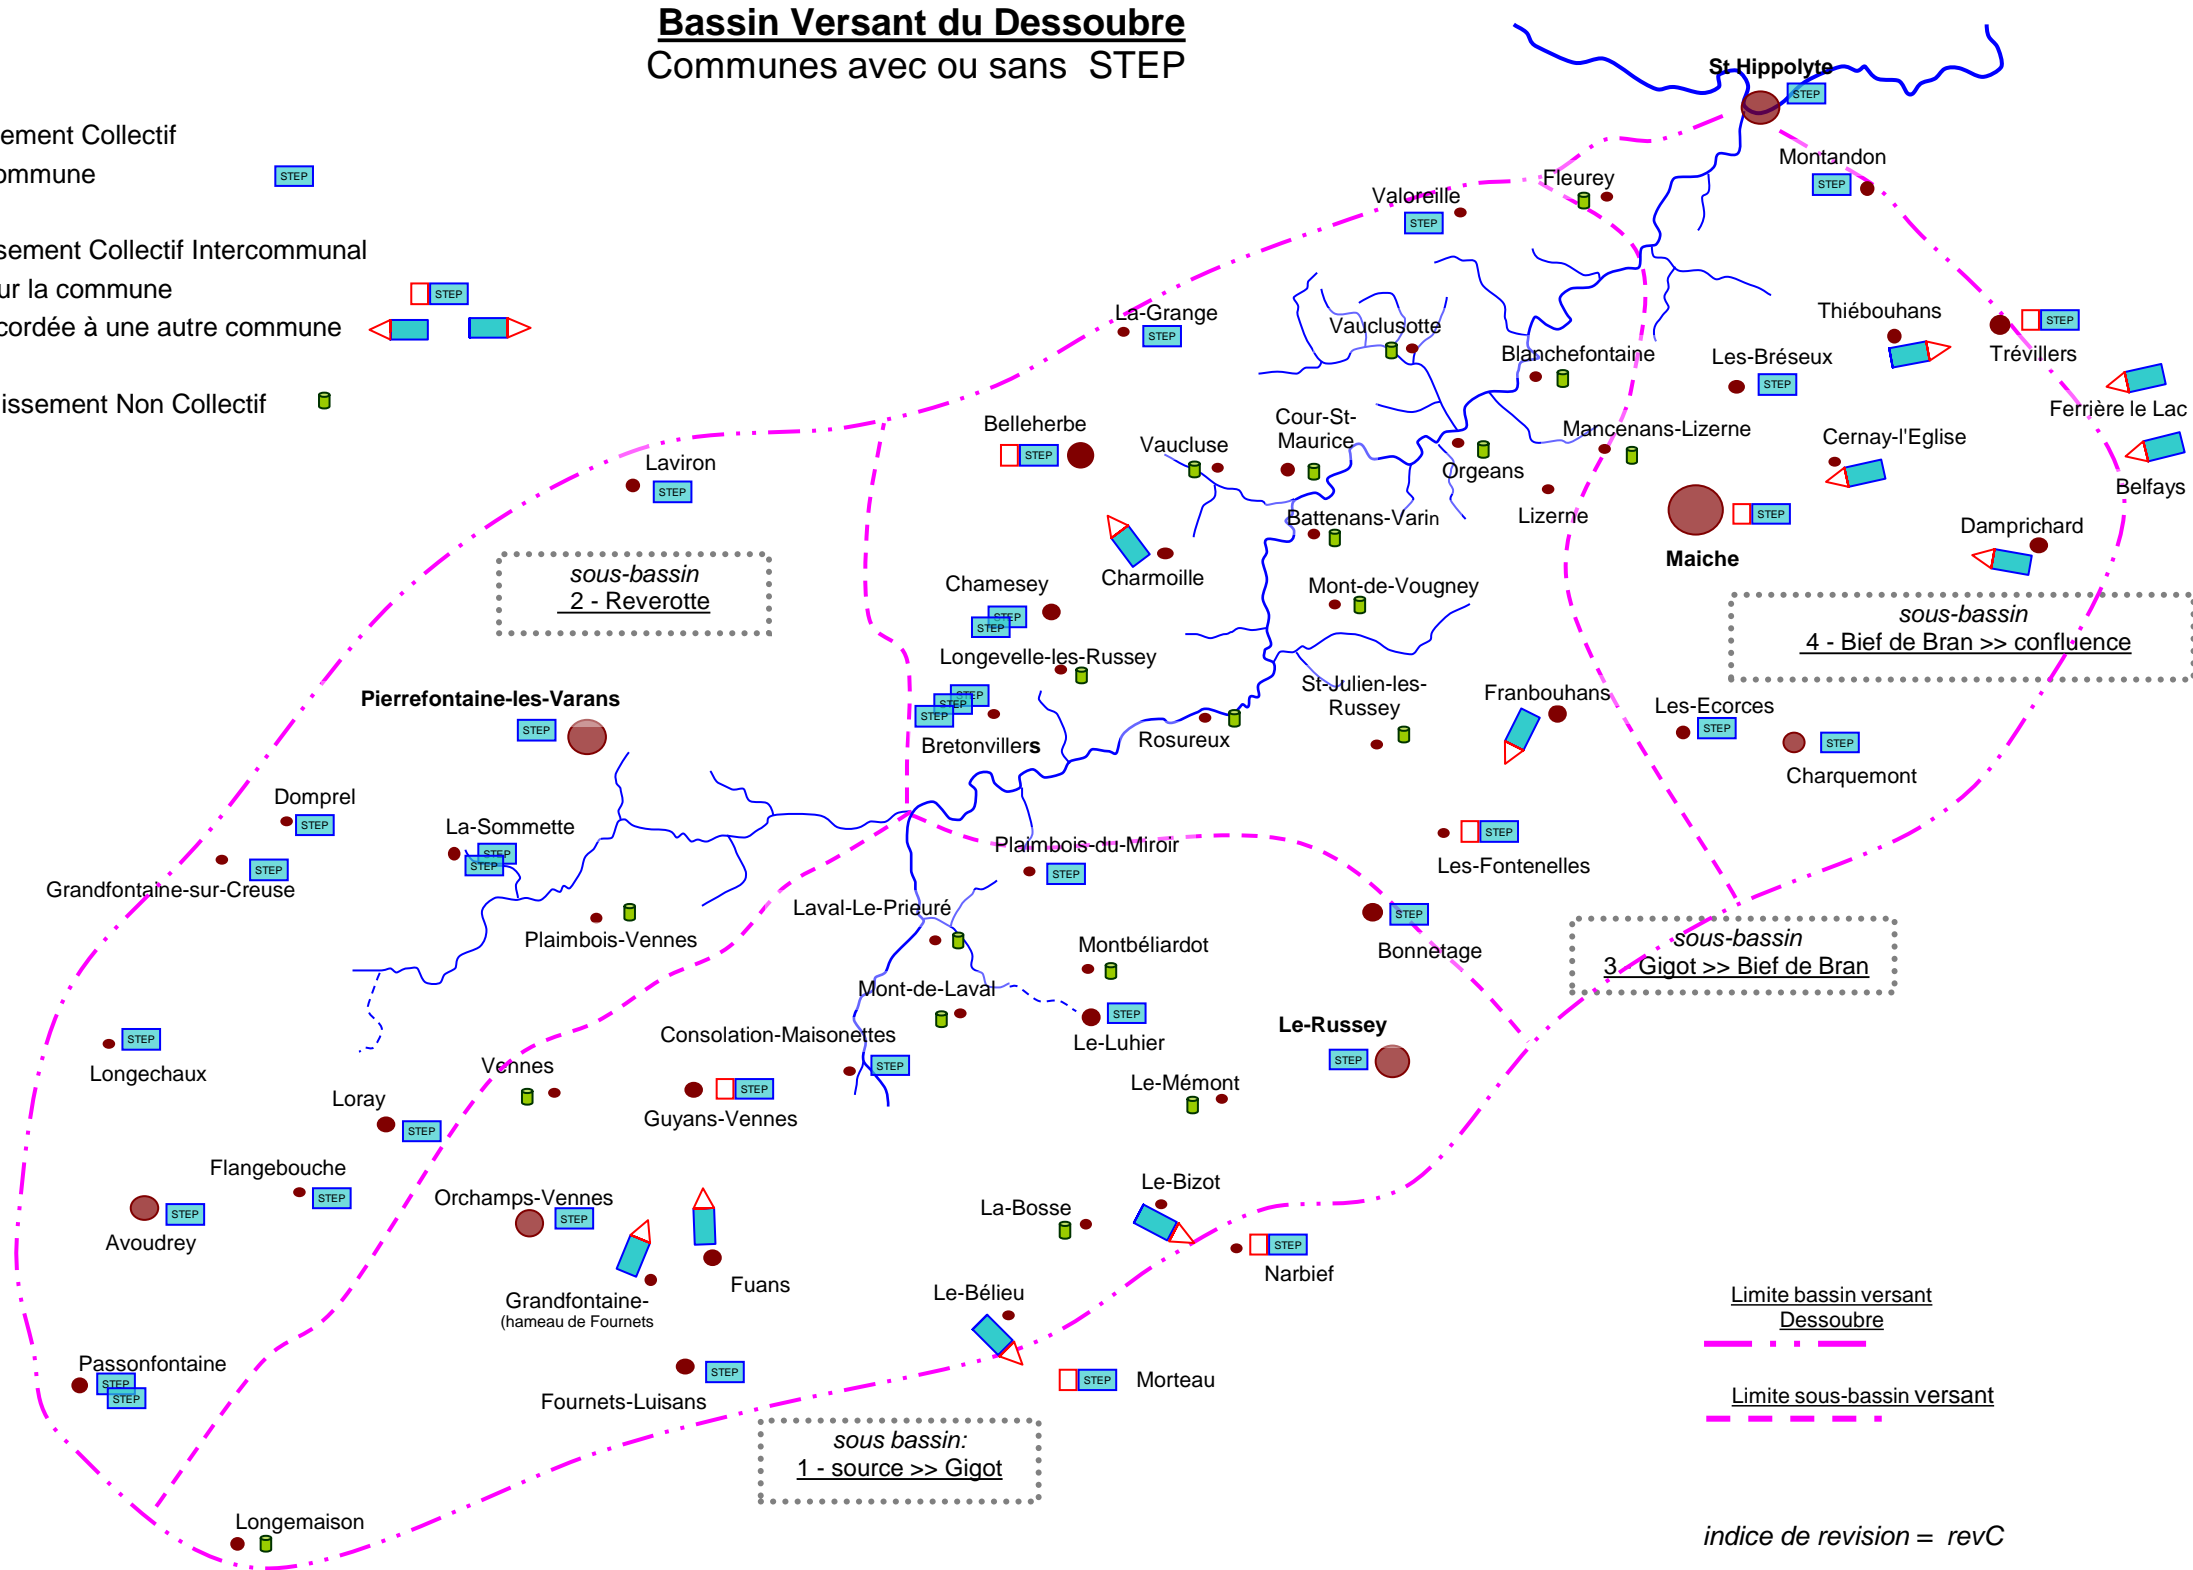 Bassin Versant du Dessoubre
Communes avec ou sans STEP
ement Collectif
ommune
STEP
sement Collectif Intercommunal
ur la commune
STEP
cordée à une autre commune
issement Non Collectif
St Hippolyte
STEP
Montandon
STEP
Fleurey
Valoreille
STEP
La-Grange
STEP
Vauclusotte
Blanchefontaine
Thiébouhans
STEP
Trévillers
Les-Bréseux
STEP
Ferrière le Lac
Belleherbe
STEP
Vaucluse
Cour-St-
Maurice
Orgeans
Mancenans-Lizerne
Cernay-l'Eglise
Belfays
Laviron
STEP
Lizerne
Battenans-Varin
STEP
Maiche
Damprichard
Charmoille
sous-bassin
2 - Reverotte
Chamesey
STEP
STEP
Mont-de-Vougney
sous-bassin
4 - Bief de Bran >> confluence
Longevelle-les-Russey
Pierrefontaine-les-Varans
STEP
STEP
STEP
STEP
Bretonvillers
Rosureux
St-Julien-les-
Russey
Franbouhans
Les-Ecorces
STEP
STEP
Charquemont
Domprel
STEP
La-Sommette
STEP
STEP
STEP
Grandfontaine-sur-Creuse
Plaimbois-du-Miroir
STEP
STEP
Les-Fontenelles
Plaimbois-Vennes
Laval-Le-Prieuré
STEP
Bonnetage
Montbéliardot
sous-bassin
3 - Gigot >> Bief de Bran
Mont-de-Laval
STEP
Le-Luhier
Consolation-Maisonettes
STEP
Le-Russey
STEP
STEP
Longechaux
Vennes
STEP
Guyans-Vennes
Le-Mémont
Loray
STEP
Flangebouche
STEP
STEP
Avoudrey
Orchamps-Vennes
STEP
La-Bosse
Le-Bizot
STEP
Narbief
Fuans
Grandfontaine-
(hameau de Fournets
Le-Bélieu
Limite bassin versant
Dessoubre
Passonfontaine
STEP
STEP
STEP
Fournets-Luisans
STEP
Morteau
Limite sous-bassin versant
sous bassin:
1 - source >> Gigot
Longemaison
indice de revision = revC